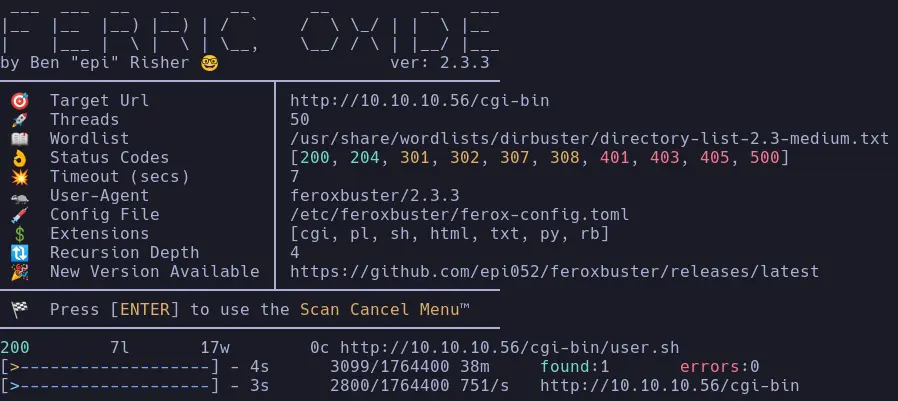 FERRIC OXIDE
by Ben "epi" Risher 🤓 ver: 2.3.3
🎯 Target Url http://10.10.10.56/cgi-bin
🚀 Threads 50
📖 Wordlist /usr/share/wordlists/dirbuster/directory-list-2.3-medium.txt
👌 Status Codes [200, 204, 301, 302, 307, 308, 401, 403, 405, 500]
💥 Timeout (secs) 7
🦡 User-Agent feroxbuster/2.3.3
💉 Config File /etc/feroxbuster/ferox-config.toml
💲 Extensions [cgi, pl, sh, html, txt, py, rb]
🔃 Recursion Depth 4
🎉 New Version Available https://github.com/epi052/feroxbuster/releases/latest
🏁 Press [ENTER] to use the Scan Cancel Menu™
200 7l 17w 0c http://10.10.10.56/cgi-bin/user.sh
[>-------------------] - 4s 3099/1764400 38m found:1 errors:0
[>-------------------] - 3s 2800/1764400 751/s http://10.10.10.56/cgi-bin